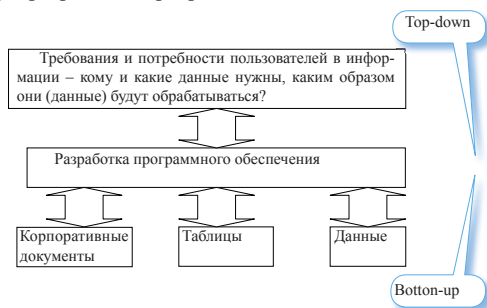 Top-down
Требования и потребности пользователей в инфор-
мации – кому и какие данные нужны, каким образом
они (данные) будут обрабатываться?
Разработка программного обеспечения
Корпоративные
документы
Таблицы
Данные
Botton-up